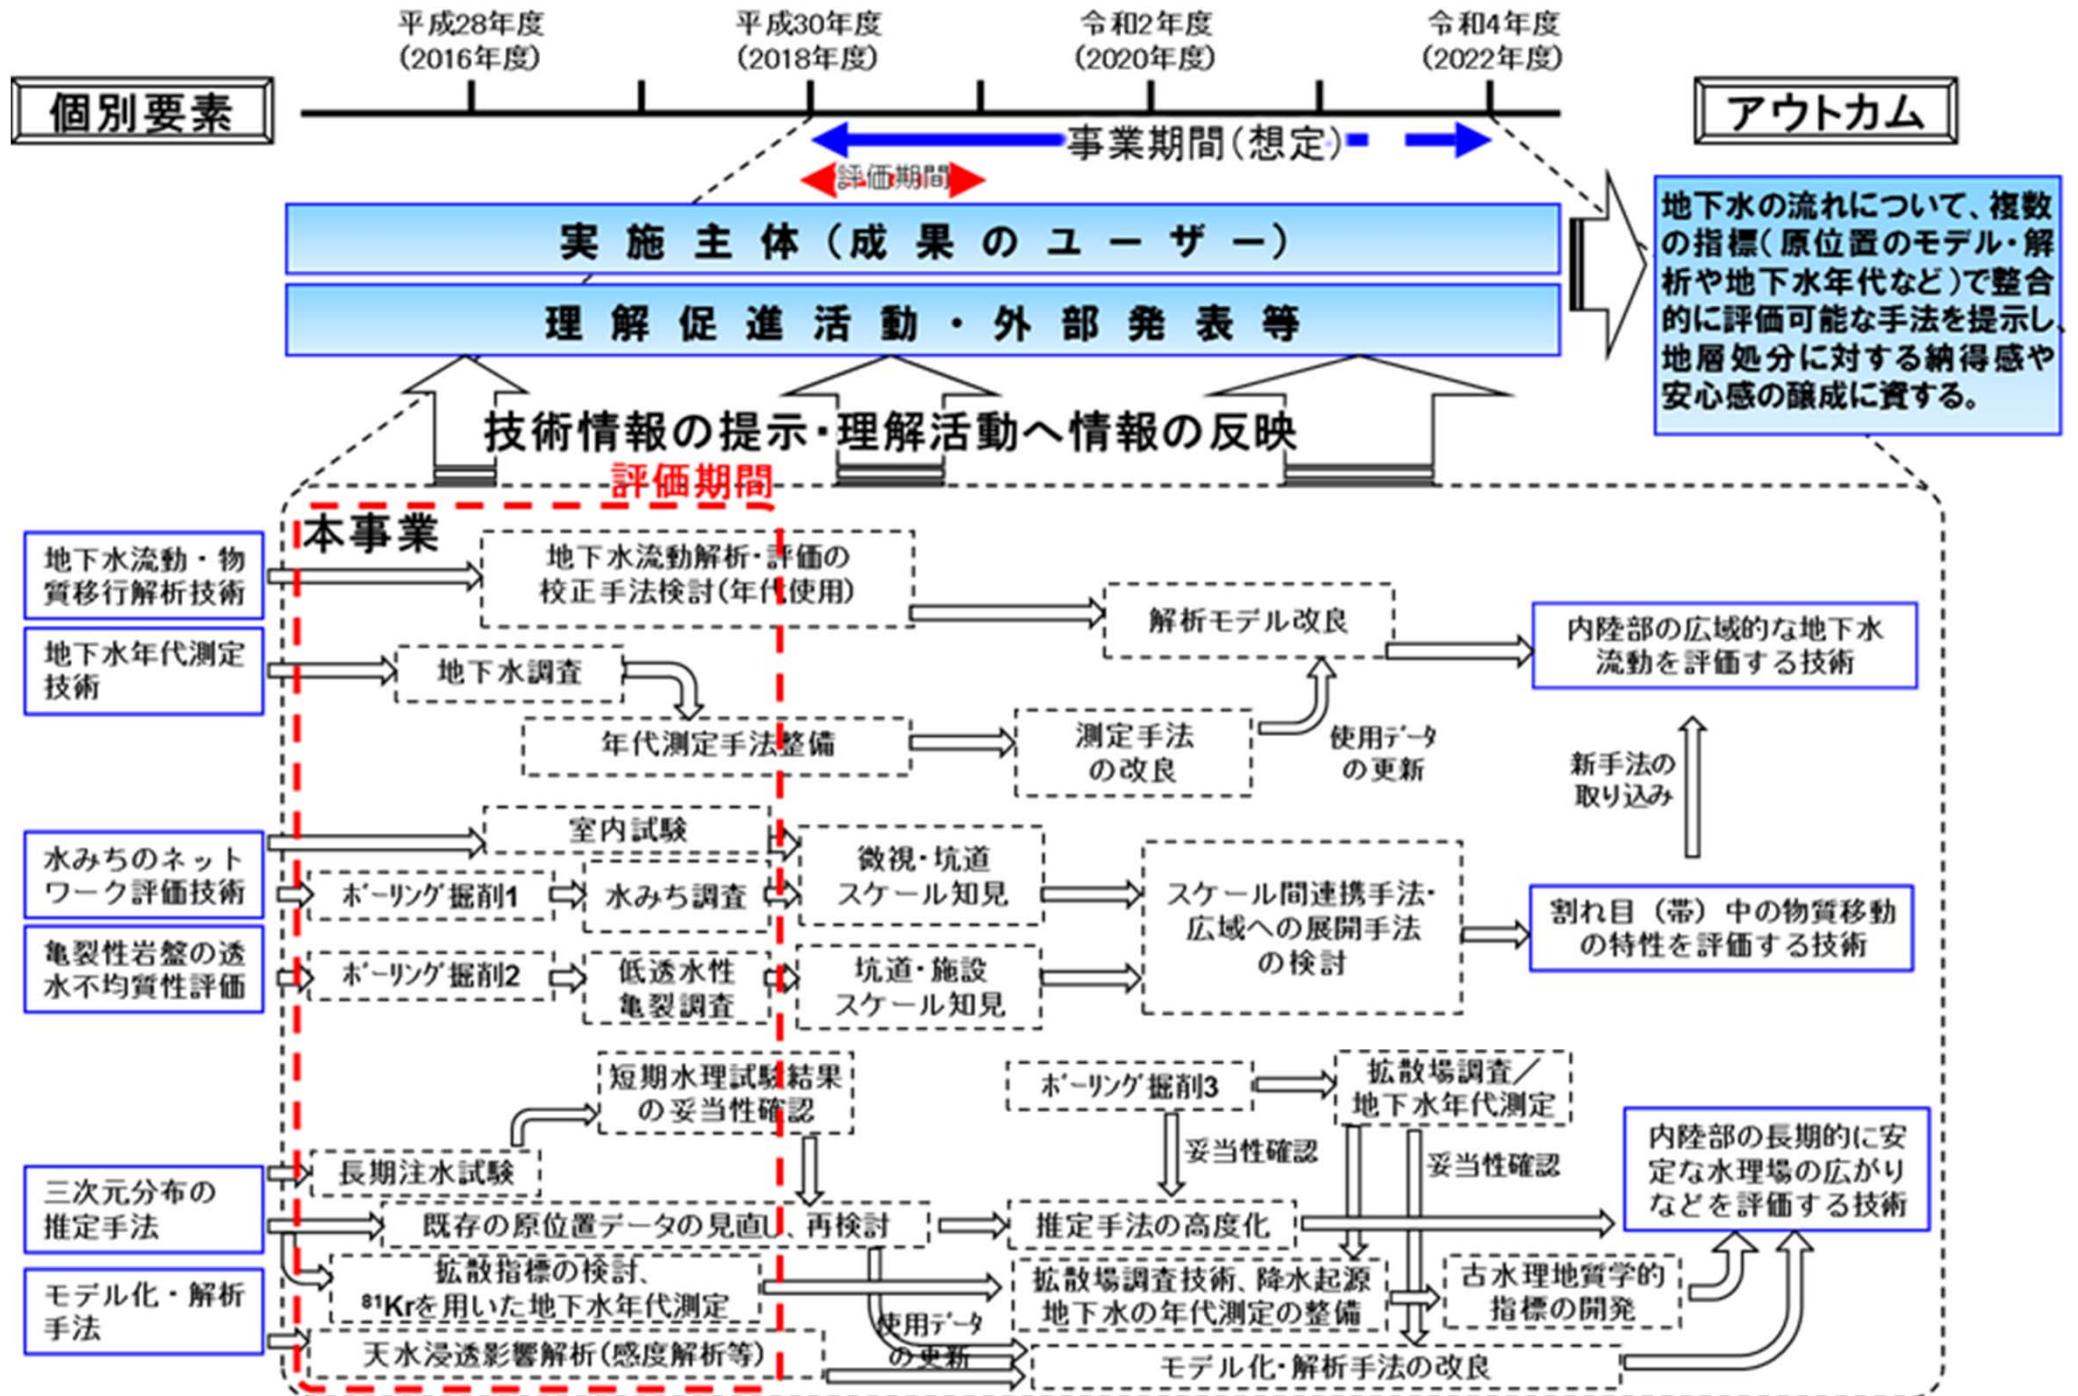 平成28年度
(2016年度)
平成30年度
(2018年度)
令和2年度
(2020年度)
令和4年度
(2022年度)
個別要素
アウトカム
事業期間(想定)
評価期間
実施主体(成果のユーザー)
理解促進活動・外部発表等
地下水の流れについて、複数
の指標(原位置のモデル・解
析や地下水年代など)で整合
的に評価可能な手法を提示し、
地層処分に対する納得感や
安心感の醸成に資する。
技術情報の提示・理解活動へ情報の反映
評価期間
本事業
地下水流動・物
質移行解析技術
地下水流動解析・評価の
校正手法検討(年代使用)
解析モデル改良
内陸部の広域的な地下水
流動を評価する技術
地下水年代測定
技術
地下水調査
年代測定手法整備
測定手法
の改良
使用データ
の更新
新手法の
取り込み
水みちのネット
ワーク評価技術
室内試験
ボーリング掘削1
水みち調査
微視・坑道
スケール知見
スケール間連携手法・
広域への展開手法
の検討
割れ目（帯）中の物質移動
の特性を評価する技術
亀裂性岩盤の透
水不均質性評価
ボーリング掘削2
低透水性
亀裂調査
坑道・施設
スケール知見
短期水理試験結果
の妥当性確認
ボーリング掘削3
拡散場調査／
地下水年代測定
妥当性確認
妥当性確認
内陸部の長期的に安
定な水理場の広がり
などを評価する技術
三次元分布の
推定手法
長期注水試験
既存の原位置データの見直し、再検討
推定手法の高度化
拡散指標の検討、
⁸¹Krを用いた地下水年代測定
拡散場調査技術、降水起源
地下水の年代測定の整備
古水理地質学的
指標の開発
モデル化・解析
手法
天水浸透影響解析(感度解析等)
使用データ
の更新
モデル化・解析手法の改良